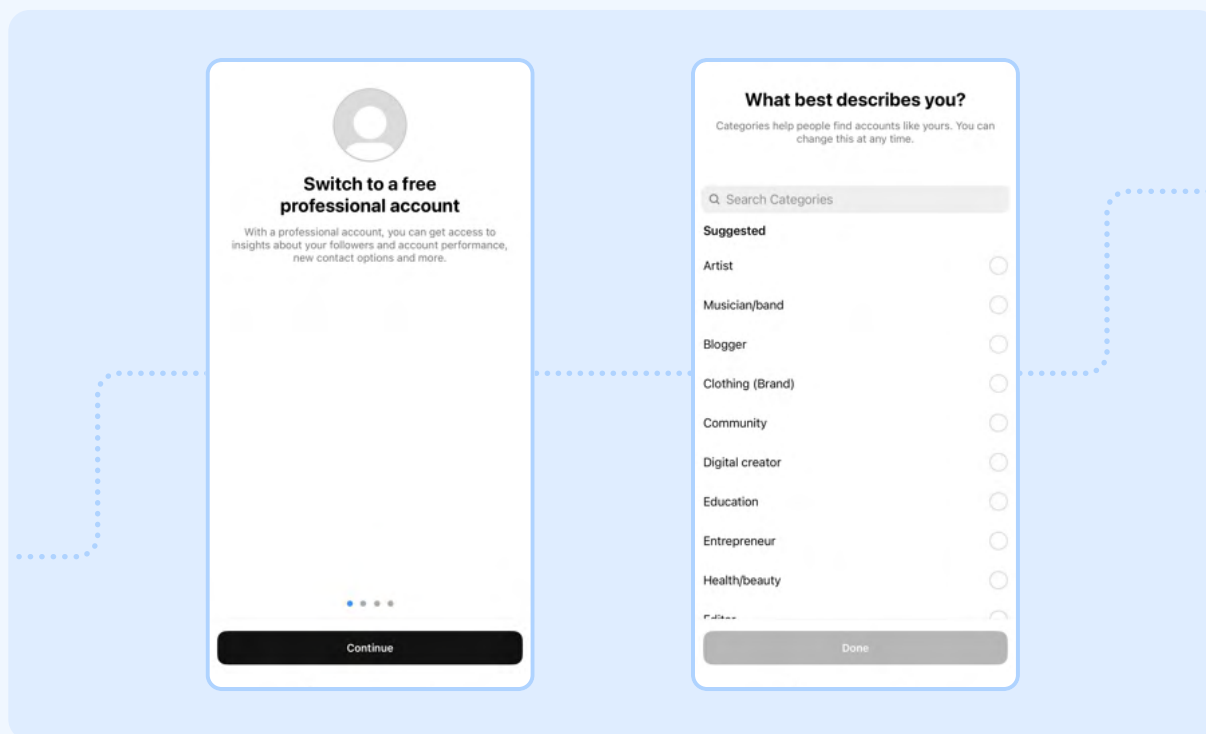 Switch to a free
professional account
With a professional account, you can get access to
insights about your followers and account performance,
new contact options and more.
Continue
What best describes you?
Categories help people find accounts like yours. You can
change this at any time.
Search Categories
Suggested
Artist
Musician/band
Blogger
Clothing (Brand)
Community
Digital creator
Education
Entrepreneur
Health/beauty
Editor
Done